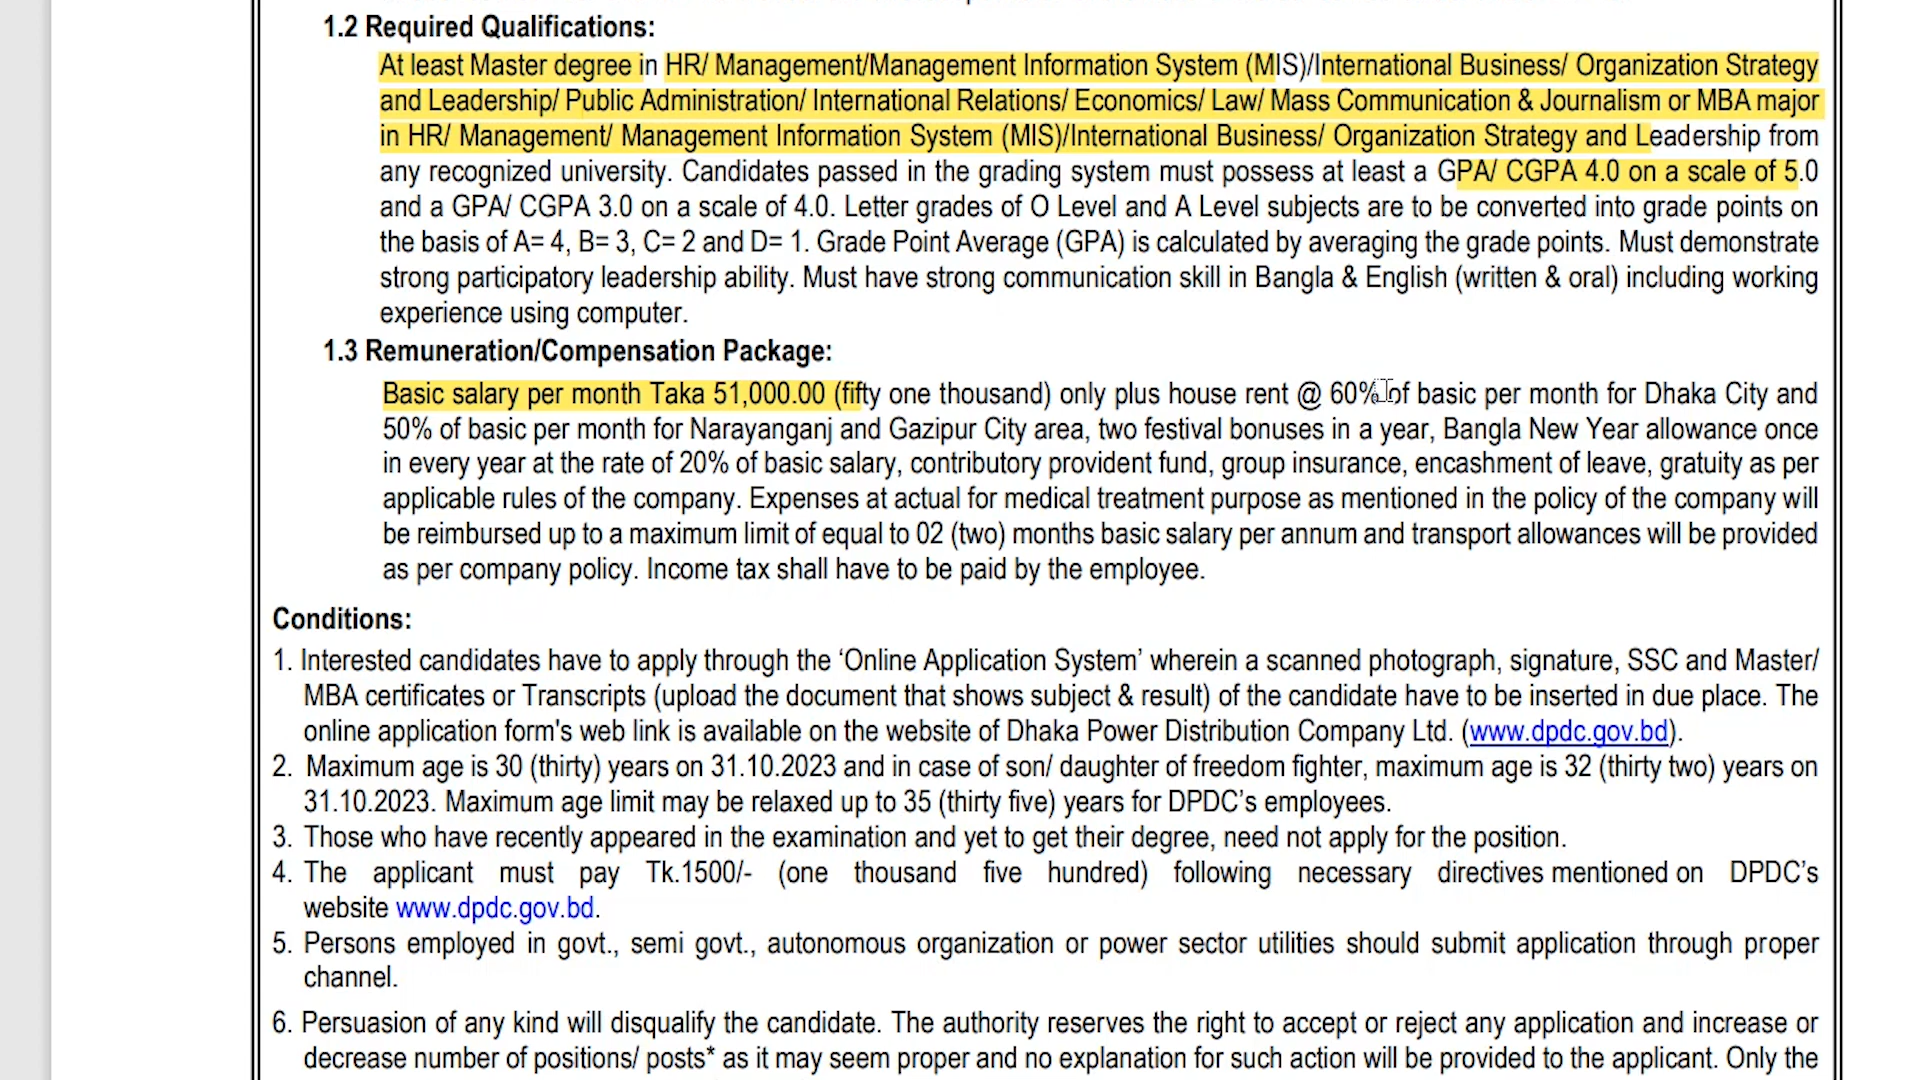 1.2 Required Qualifications:
At least Master degree in HR/ Management/Management Information System (MIS)/International Business/ Organization Strategy
and Leadership/ Public Administration/ International Relations/ Economics/ Law/ Mass Communication & Journalism or MBA major
in HR/ Management/ Management Information System (MIS)/International Business/ Organization Strategy and Leadership from
any recognized university. Candidates passed in the grading system must possess at least a GPA/ CGPA 4.0 on a scale of 5.0
and a GPA/ CGPA 3.0 on a scale of 4.0. Letter grades of O Level and A Level subjects are to be converted into grade points on
the basis of A= 4, B= 3, C= 2 and D= 1. Grade Point Average (GPA) is calculated by averaging the grade points. Must demonstrate
strong participatory leadership ability. Must have strong communication skill in Bangla & English (written & oral) including working
experience using computer.
1.3 Remuneration/Compensation Package:
Basic salary per month Taka 51,000.00 (fifty one thousand) only plus house rent @ 60% of basic per month for Dhaka City and
50% of basic per month for Narayanganj and Gazipur City area, two festival bonuses in a year, Bangla New Year allowance once
in every year at the rate of 20% of basic salary, contributory provident fund, group insurance, encashment of leave, gratuity as per
applicable rules of the company. Expenses at actual for medical treatment purpose as mentioned in the policy of the company will
be reimbursed up to a maximum limit of equal to 02 (two) months basic salary per annum and transport allowances will be provided
as per company policy. Income tax shall have to be paid by the employee.
Conditions:
1. Interested candidates have to apply through the ‘Online Application System’ wherein a scanned photograph, signature, SSC and Master/
MBA certificates or Transcripts (upload the document that shows subject & result) of the candidate have to be inserted in due place. The
online application form's web link is available on the website of Dhaka Power Distribution Company Ltd. (www.dpdc.gov.bd).
2. Maximum age is 30 (thirty) years on 31.10.2023 and in case of son/ daughter of freedom fighter, maximum age is 32 (thirty two) years on
31.10.2023. Maximum age limit may be relaxed up to 35 (thirty five) years for DPDC’s employees.
3. Those who have recently appeared in the examination and yet to get their degree, need not apply for the position.
4. The applicant must pay Tk.1500/- (one thousand five hundred) following necessary directives mentioned on DPDC’s
website www.dpdc.gov.bd.
5. Persons employed in govt., semi govt., autonomous organization or power sector utilities should submit application through proper
channel.
6. Persuasion of any kind will disqualify the candidate. The authority reserves the right to accept or reject any application and increase or
decrease number of positions/ posts* as it may seem proper and no explanation for such action will be provided to the applicant. Only the